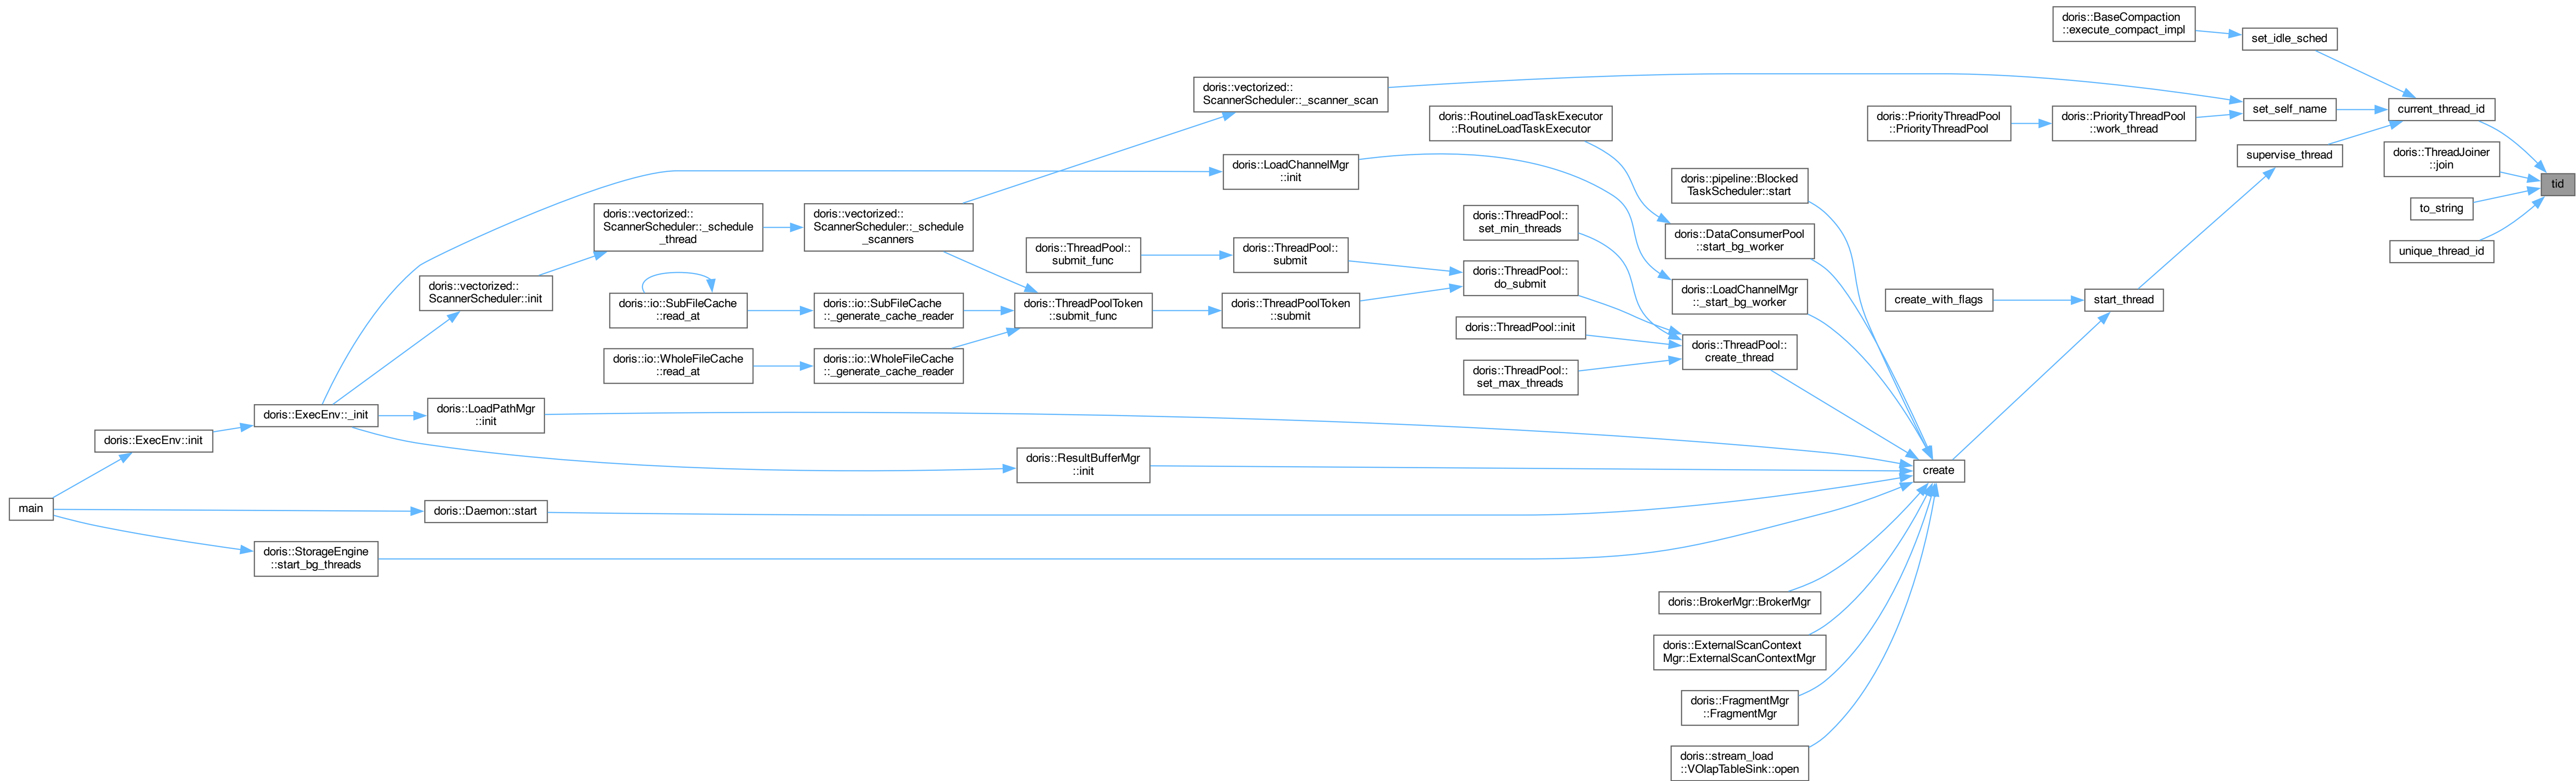 doris::BaseCompaction
::execute_compact_impl
set_idle_sched
doris::vectorized::
ScannerScheduler::_scanner_scan
doris::RoutineLoadTaskExecutor
::RoutineLoadTaskExecutor
doris::PriorityThreadPool
::PriorityThreadPool
doris::PriorityThreadPool
::work_thread
set_self_name
current_thread_id
supervise_thread
doris::ThreadJoiner
::join
tid
to_string
unique_thread_id
doris::LoadChannelMgr
::init
doris::pipeline::Blocked
TaskScheduler::start
doris::vectorized::
ScannerScheduler::_schedule
_thread
doris::vectorized::
ScannerScheduler::_schedule
_scanners
doris::ThreadPool::
set_min_threads
doris::DataConsumerPool
::start_bg_worker
doris::ThreadPool::
submit_func
doris::ThreadPool::
submit
doris::ThreadPool::
do_submit
doris::LoadChannelMgr
::_start_bg_worker
doris::vectorized::
ScannerScheduler::init
doris::io::SubFileCache
::read_at
doris::io::SubFileCache
::_generate_cache_reader
doris::ThreadPoolToken
::submit_func
doris::ThreadPoolToken
::submit
create_with_flags
start_thread
doris::ThreadPool::init
doris::ThreadPool::
create_thread
doris::io::WholeFileCache
::read_at
doris::io::WholeFileCache
::_generate_cache_reader
doris::ThreadPool::
set_max_threads
doris::ExecEnv::_init
doris::LoadPathMgr
::init
doris::ExecEnv::init
doris::ResultBufferMgr
::init
create
main
doris::Daemon::start
doris::StorageEngine
::start_bg_threads
doris::BrokerMgr::BrokerMgr
doris::ExternalScanContext
Mgr::ExternalScanContextMgr
doris::FragmentMgr
::FragmentMgr
doris::stream_load
::VOlapTableSink::open